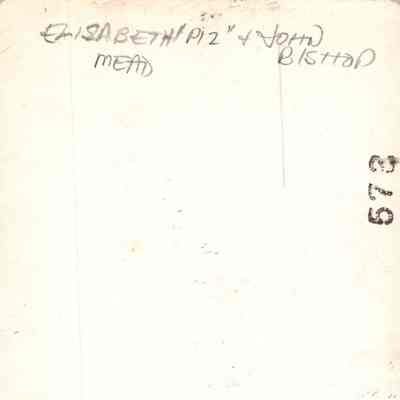 ELISABETH "PIZ" & JOHN
MEAD BISHOP
573